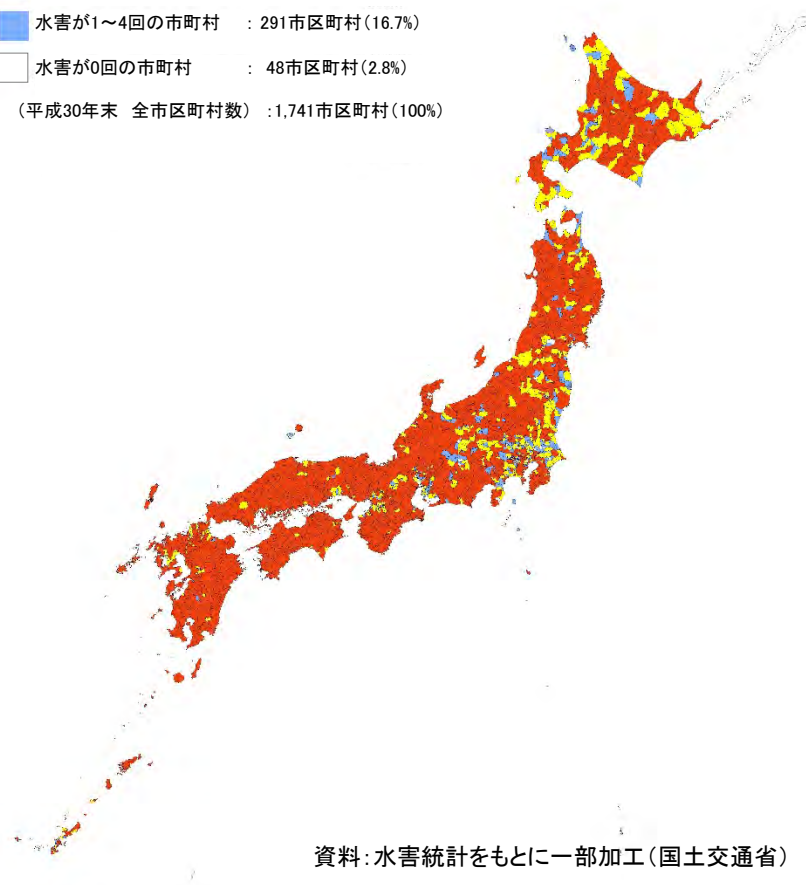 水害が1～4回の市町村　：291市区町村（16.7%）
水害が0回の市町村　　：　48市区町村（2.8%）
（平成30年末　全市区町村数）：1,741市区町村（100%）
資料：水害統計をもとに一部加工（国土交通省）